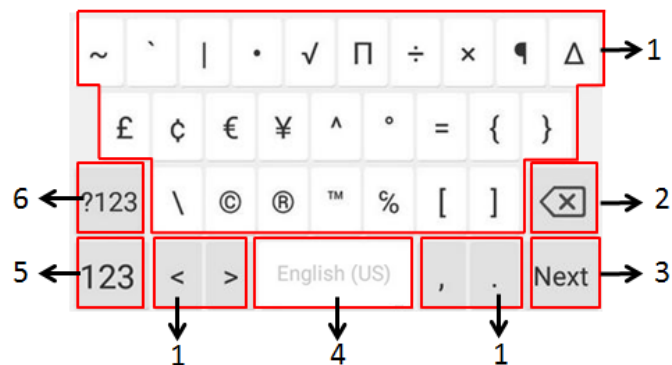 ~ ` | • √ Π ÷ × ¶ Δ 1
£ ¢ € ¥ ^ ° = { }
6 ?123 \ © ® ™ ℅ [ ] 2
5 123 < > English (US) , . Next 3
1 4 1